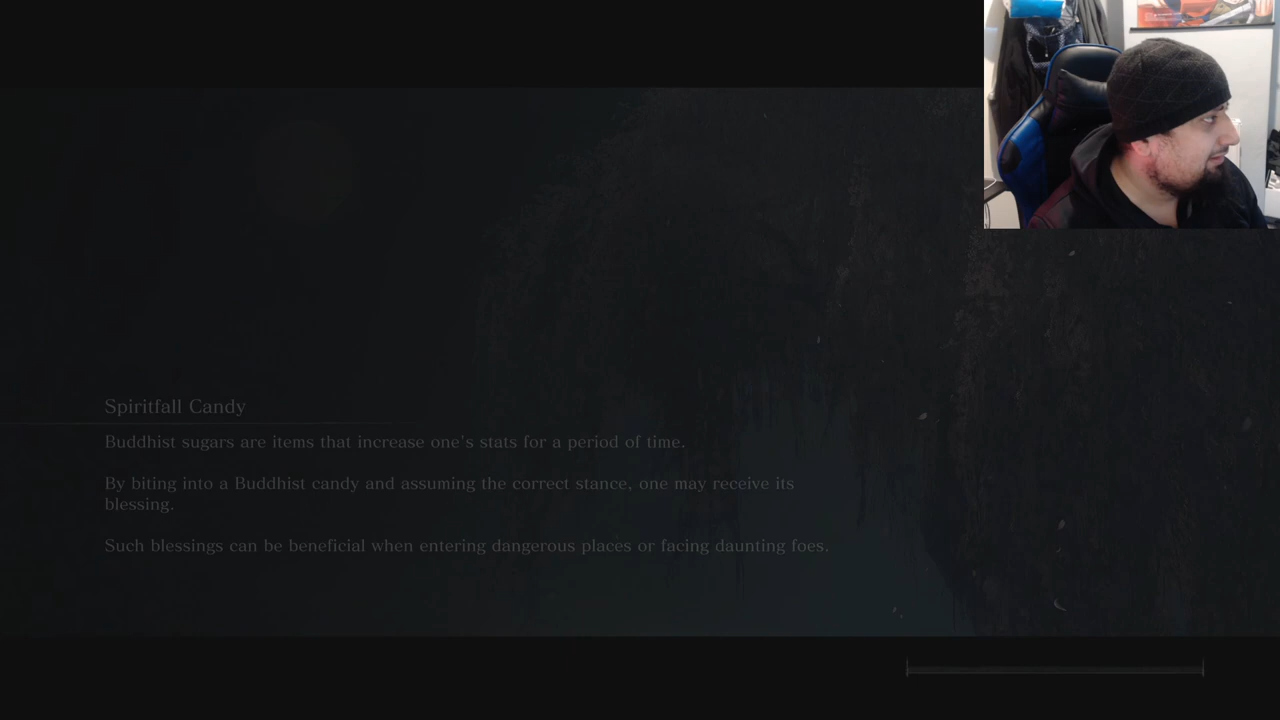 Spiritfall Candy
Buddhist sugars are items that increase one's stats for a period of time.
By biting into a Buddhist candy and assuming the correct stance, one may receive its
blessing.
Such blessings can be beneficial when entering dangerous places or facing daunting foes.